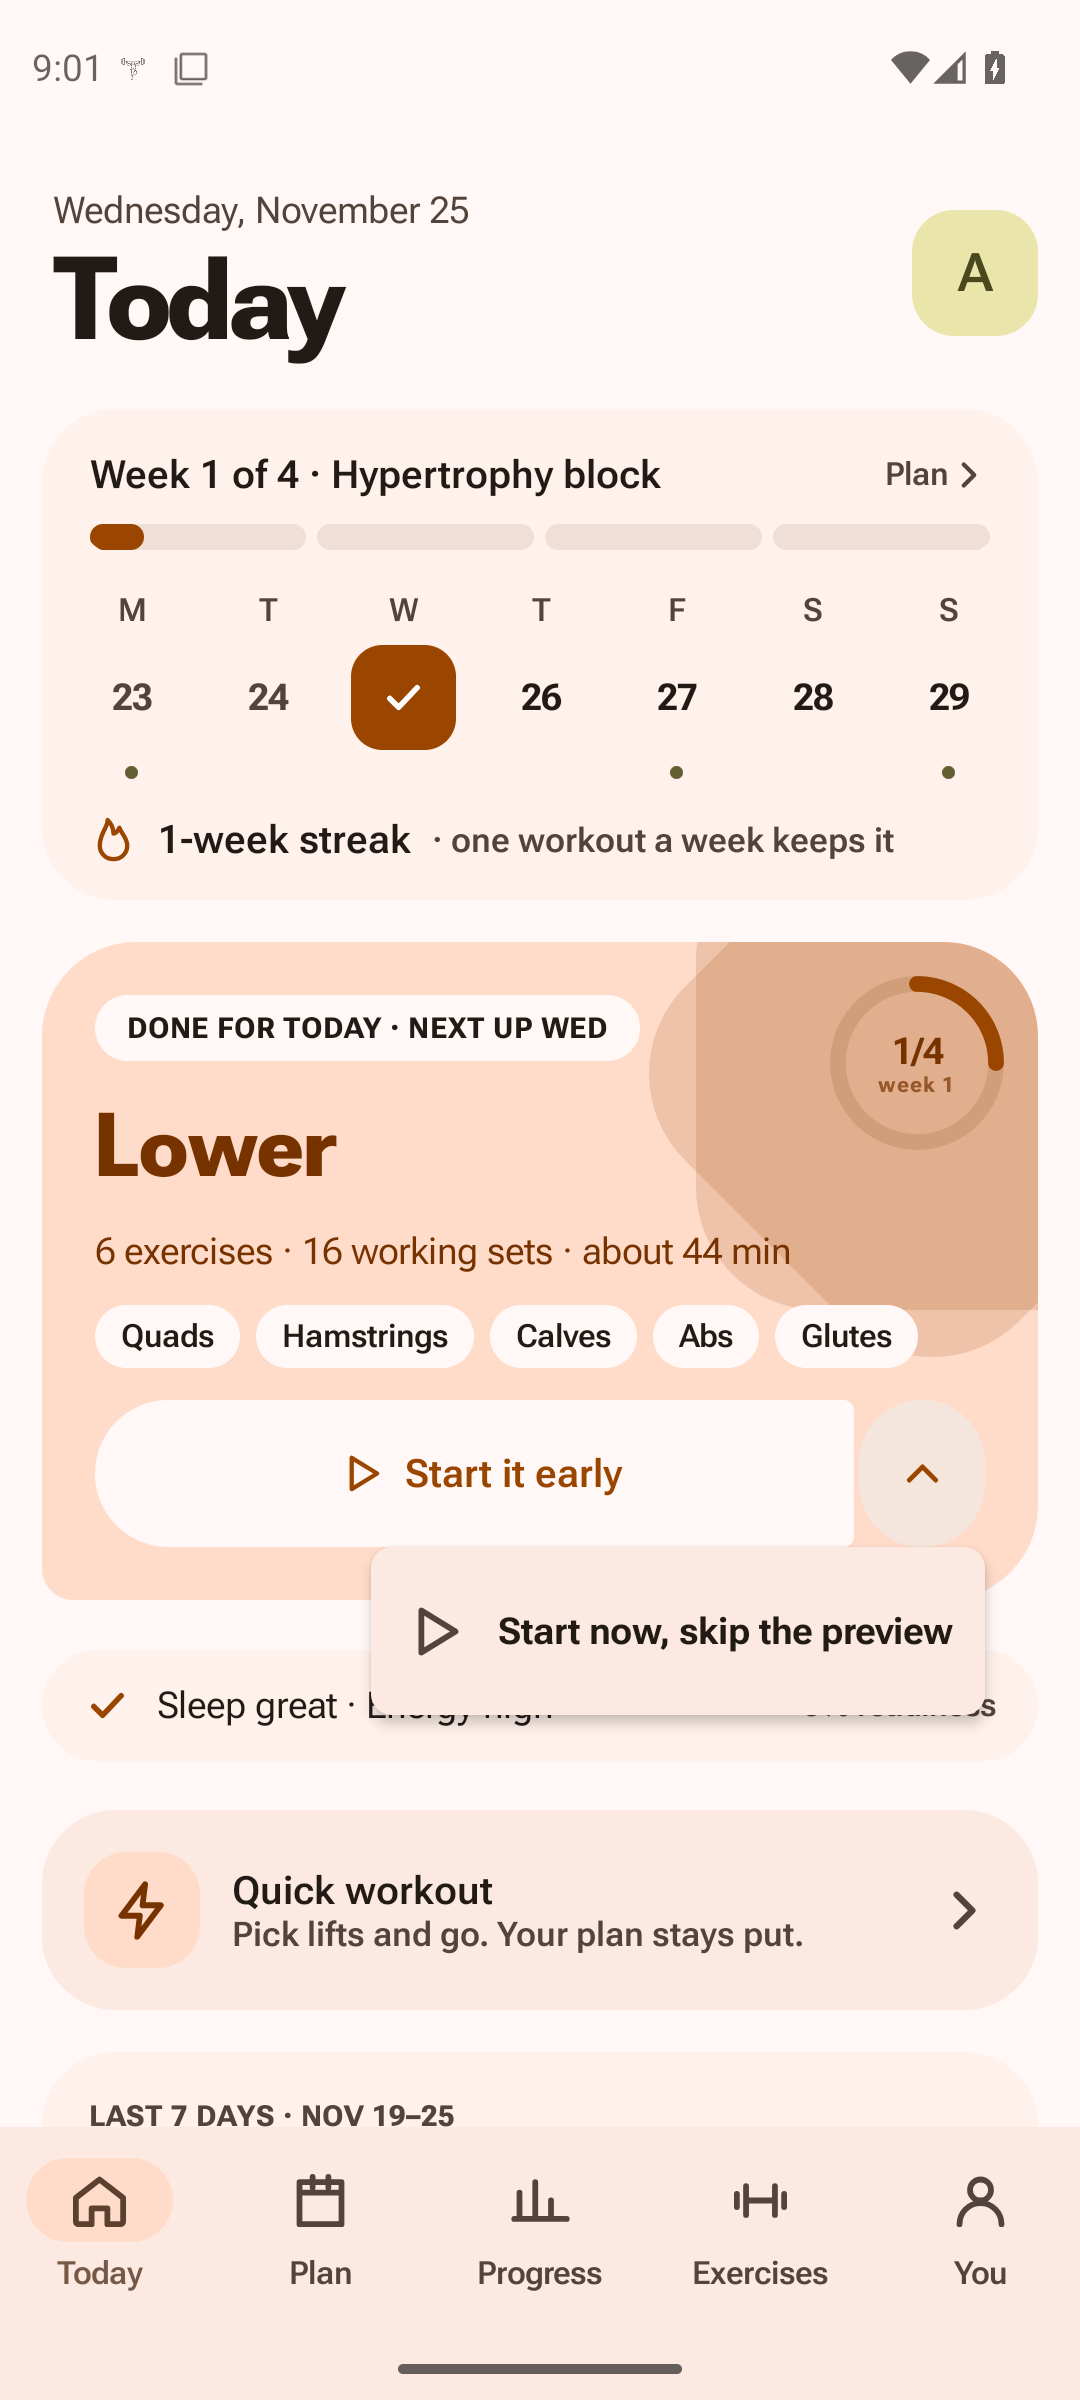 9:01
Wednesday, November 25
Today
A
Week 1 of 4 · Hypertrophy block
Plan
M T W T F S S
23 24 26 27 28 29
1-week streak · one workout a week keeps it
DONE FOR TODAY · NEXT UP WED
1/4
week 1
Lower
6 exercises · 16 working sets · about 44 min
Quads Hamstrings Calves Abs Glutes
Start it early
Start now, skip the preview
Sleep great · Energy high
Quick workout
Pick lifts and go. Your plan stays put.
LAST 7 DAYS · NOV 19–25
Today Plan Progress Exercises You